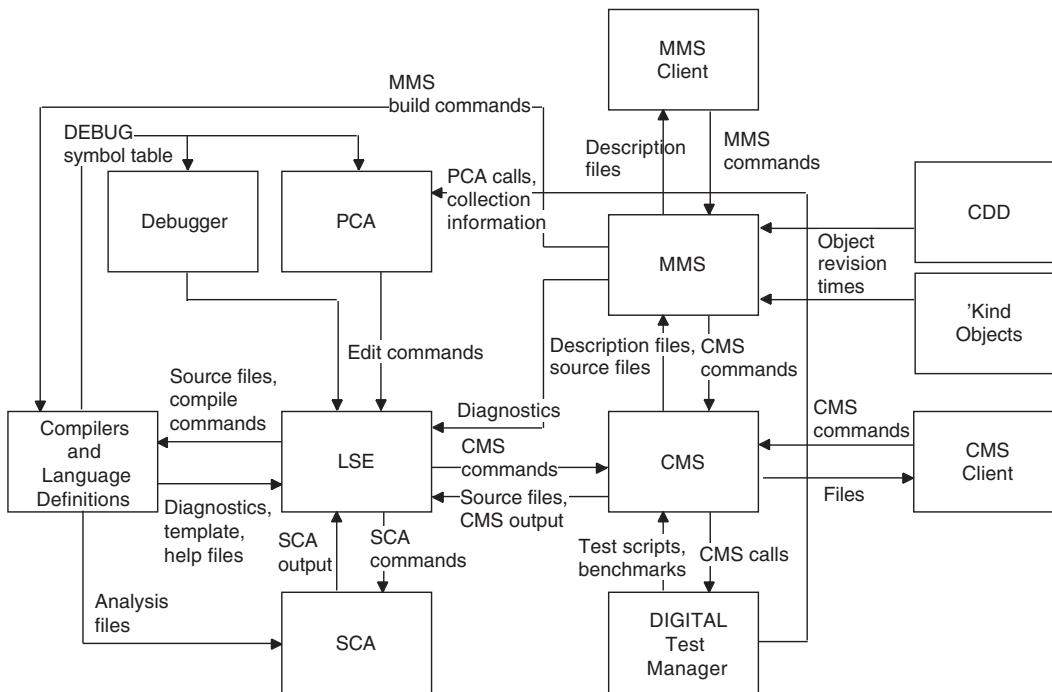 MMS
Client
MMS
build commands
DEBUG
symbol table
Description
files
MMS
commands
PCA calls,
collection
information
Debugger
PCA
MMS
CDD
Object
revision
times
'Kind
Objects
Edit commands
Description files,
source files
CMS
commands
Source files,
compile
commands
Diagnostics
Compilers
and
Language
Definitions
LSE
CMS
commands
CMS
CMS
commands
CMS
Client
Files
Source files,
CMS output
Diagnostics,
template,
help files
SCA
output
SCA
commands
Test scripts,
benchmarks
CMS calls
Analysis
files
SCA
DIGITAL
Test
Manager